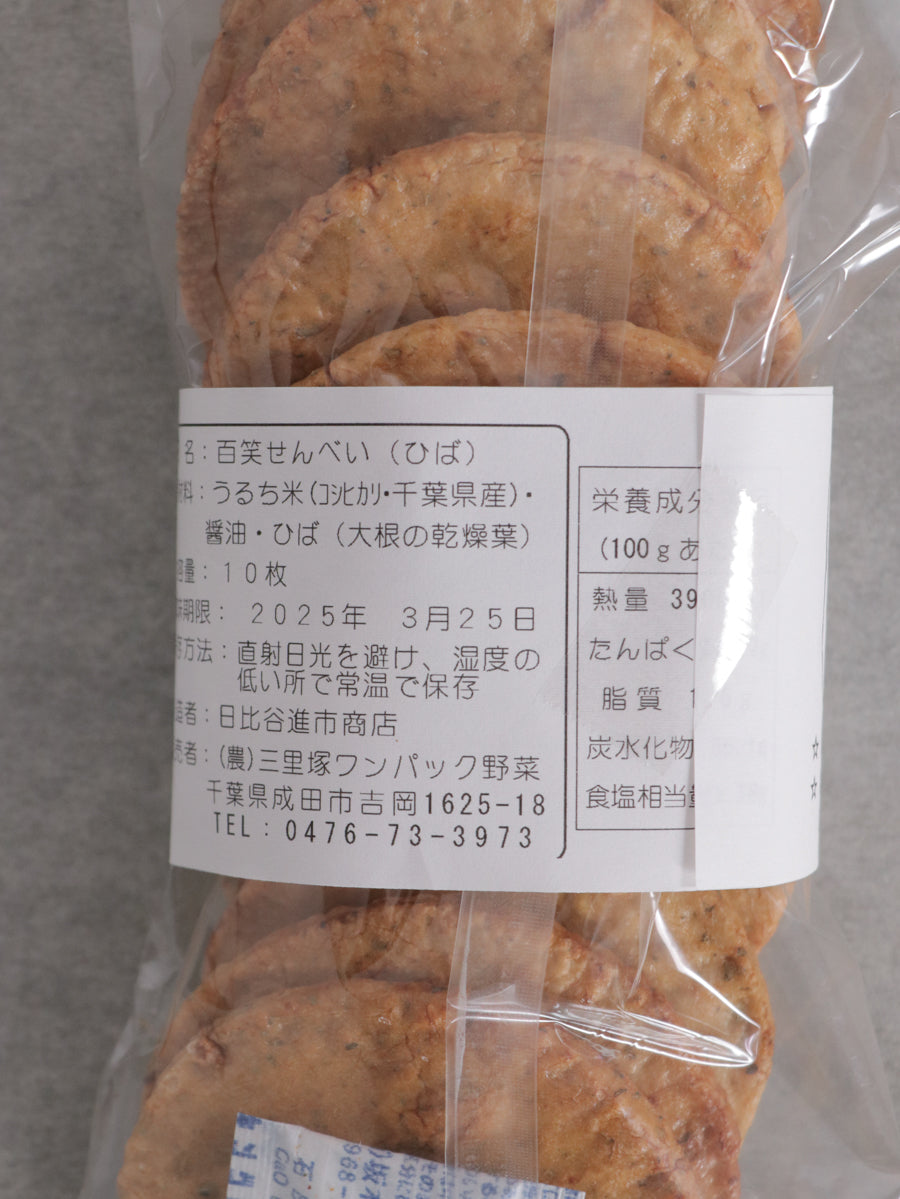 名：百笑せんべい（ひば）
料：うるち米（ｺｼﾋｶﾘ・千葉県産）・
醤油・ひば（大根の乾燥葉）
容量：１０枚
味期限：２０２５年 ３月２５日
存方法：直射日光を避け、湿度の
低い所で常温で保存
造者：日比谷進市商店
売者：(農)三里塚ワンパック野菜
千葉県成田市吉岡1625-18
TEL：0476-73-3973
栄養成分
（100ｇあ
熱量 39
たんぱく
脂質 1
炭水化物
食塩相当量
☆
☆